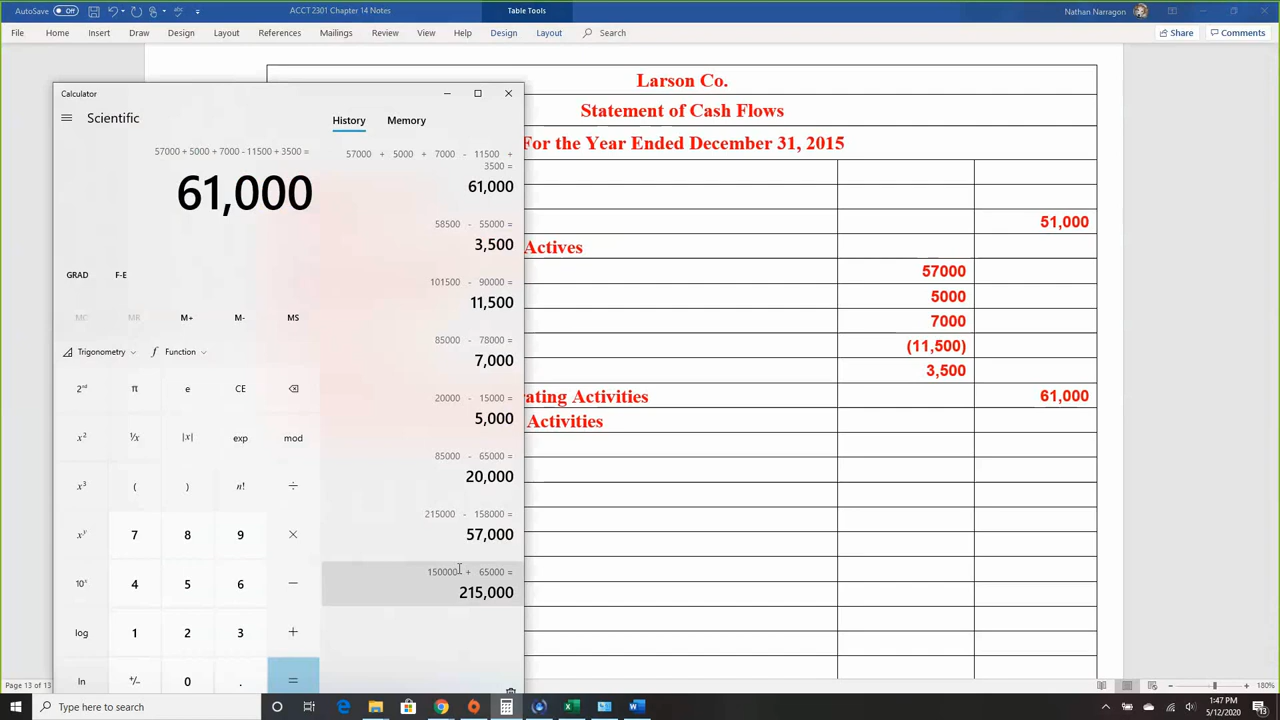 AutoSave Off
ACCT 2301 Chapter 14 Notes
Table Tools
Nathan Narragon
File Home Insert Draw Design Layout References Mailings Review View Help Design Layout Search Share Comments
Larson Co.
Statement of Cash Flows
For the Year Ended December 31, 2015
51,000
Actives
57000
5000
7000
(11,500)
3,500
ating Activities 61,000
Activities
Calculator
Scientific
57000 + 5000 + 7000 - 11500 + 3500 =
61,000
GRAD F-E
MC MR M+ M- MS
Trigonometry Function
2ⁿᵈ π e CE
x² ¹/x |x| exp mod
x³ ( ) n! ÷
xʸ 7 8 9 ×
10ˣ 4 5 6 −
log 1 2 3 +
ln +/- 0 . =
History Memory
57000 + 5000 + 7000 - 11500 +
3500 =
61,000
58500 - 55000 =
3,500
101500 - 90000 =
11,500
85000 - 78000 =
7,000
20000 - 15000 =
5,000
85000 - 65000 =
20,000
215000 - 158000 =
57,000
150000 + 65000 =
215,000
Page 13 of 13
180%
Type here to search
1:47 PM
5/12/2020
13